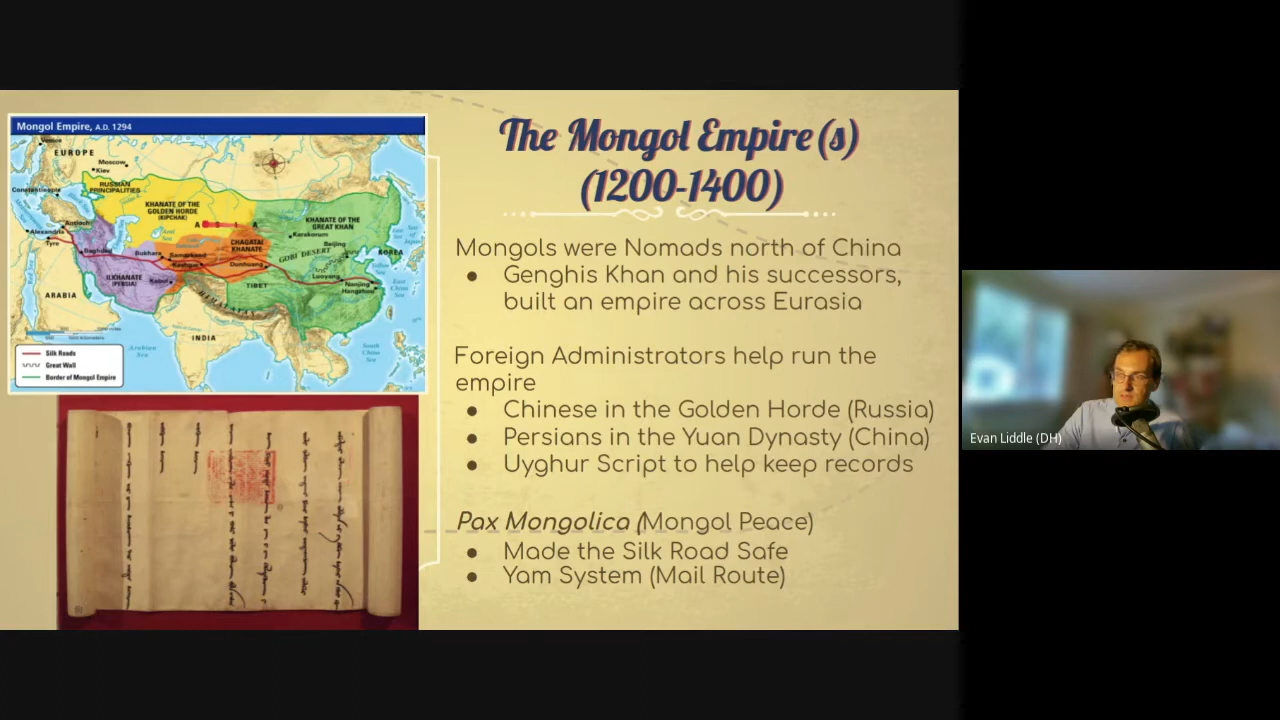 Mongol Empire, A.D. 1294
EUROPE
Moscow
Kiev
RUSSIAN
PRINCIPALITIES
Constantinople
KHANATE OF THE
GOLDEN HORDE
(KIPCHAK)
KHANATE OF THE
GREAT KHAN
A S I A
Karakorum
Antioch
Alexandria
Tyre
Baghdad
Bukhara
Samarkand
Kashgar
CHAGATAI
KHANATE
Dunhuang
GOBI DESERT
Beijing
KOREA
Luoyang
Nanjing
Hangzhou
ILKHANATE
(PERSIA)
Kabul
TIBET
HIMALAYAS
ARABIA
INDIA
Arabian
Sea
East
China
Sea
South
China
Sea
Silk Roads
Great Wall
Border of Mongol Empire
The Mongol Empire(s)
(1200-1400)
Mongols were Nomads north of China
● Genghis Khan and his successors,
built an empire across Eurasia
Foreign Administrators help run the
empire
● Chinese in the Golden Horde (Russia)
● Persians in the Yuan Dynasty (China)
● Uyghur Script to help keep records
Pax Mongolica (Mongol Peace)
● Made the Silk Road Safe
● Yam System (Mail Route)
Evan Liddle (DH)